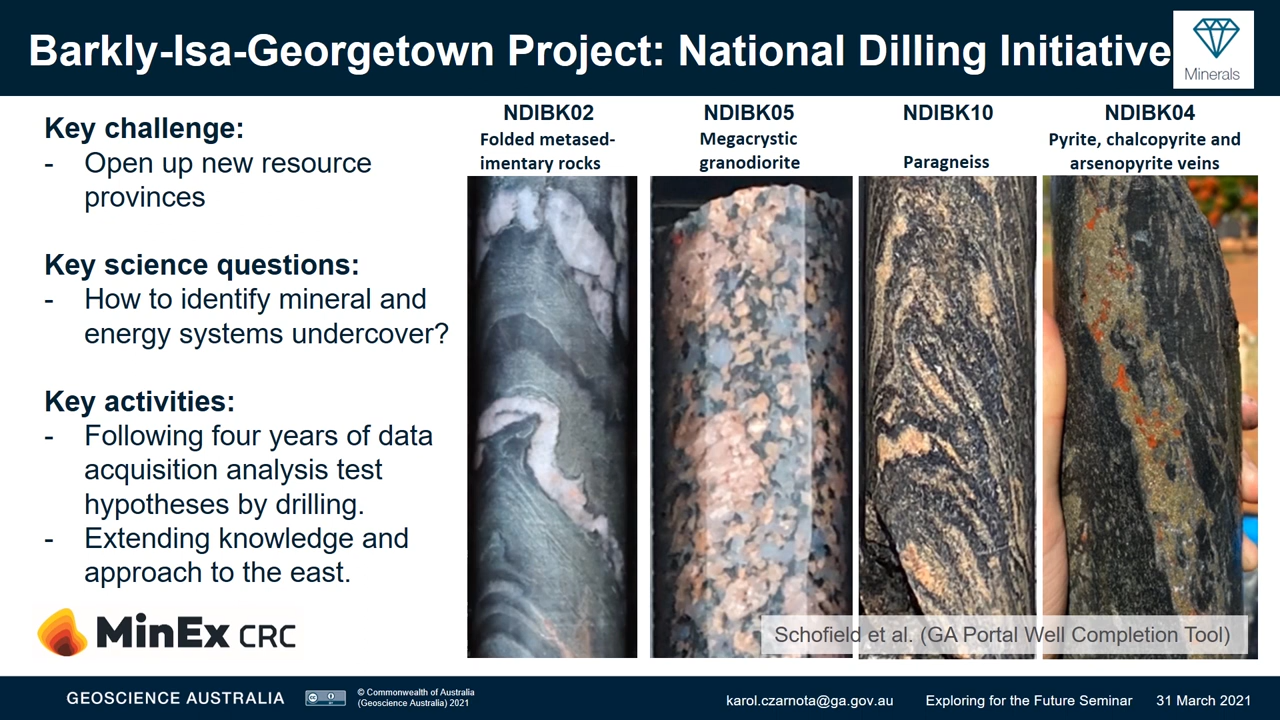 Barkly-Isa-Georgetown Project: National Dilling Initiative
Minerals
Key challenge:
- Open up new resource
provinces
Key science questions:
- How to identify mineral and
energy systems undercover?
Key activities:
- Following four years of data
acquisition analysis test
hypotheses by drilling.
- Extending knowledge and
approach to the east.
MinEx CRC
NDIBK02
Folded metased-
imentary rocks
NDIBK05
Megacrystic
granodiorite
NDIBK10
Paragneiss
NDIBK04
Pyrite, chalcopyrite and
arsenopyrite veins
Schofield et al. (GA Portal Well Completion Tool)
GEOSCIENCE AUSTRALIA
© Commonwealth of Australia
(Geoscience Australia) 2021
karol.czarnota@ga.gov.au
Exploring for the Future Seminar
31 March 2021